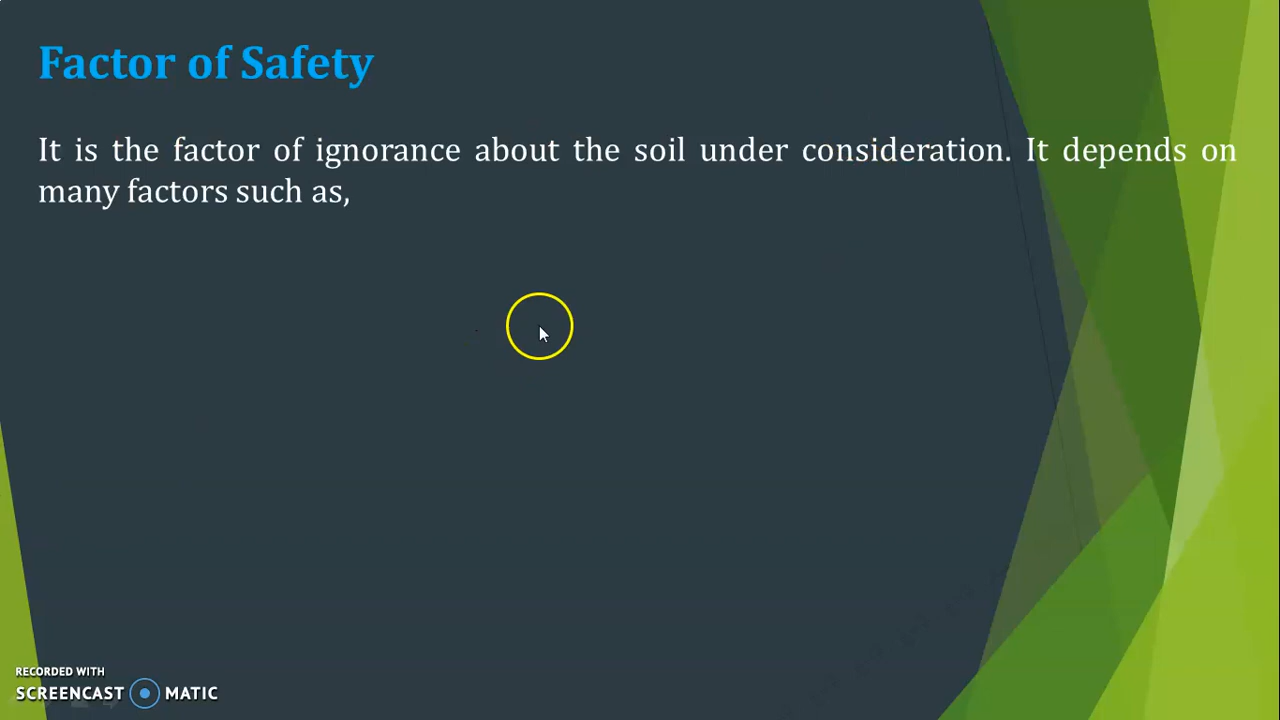 Factor of Safety
It is the factor of ignorance about the soil under consideration. It depends on
many factors such as,
RECORDED WITH
SCREENCAST MATIC